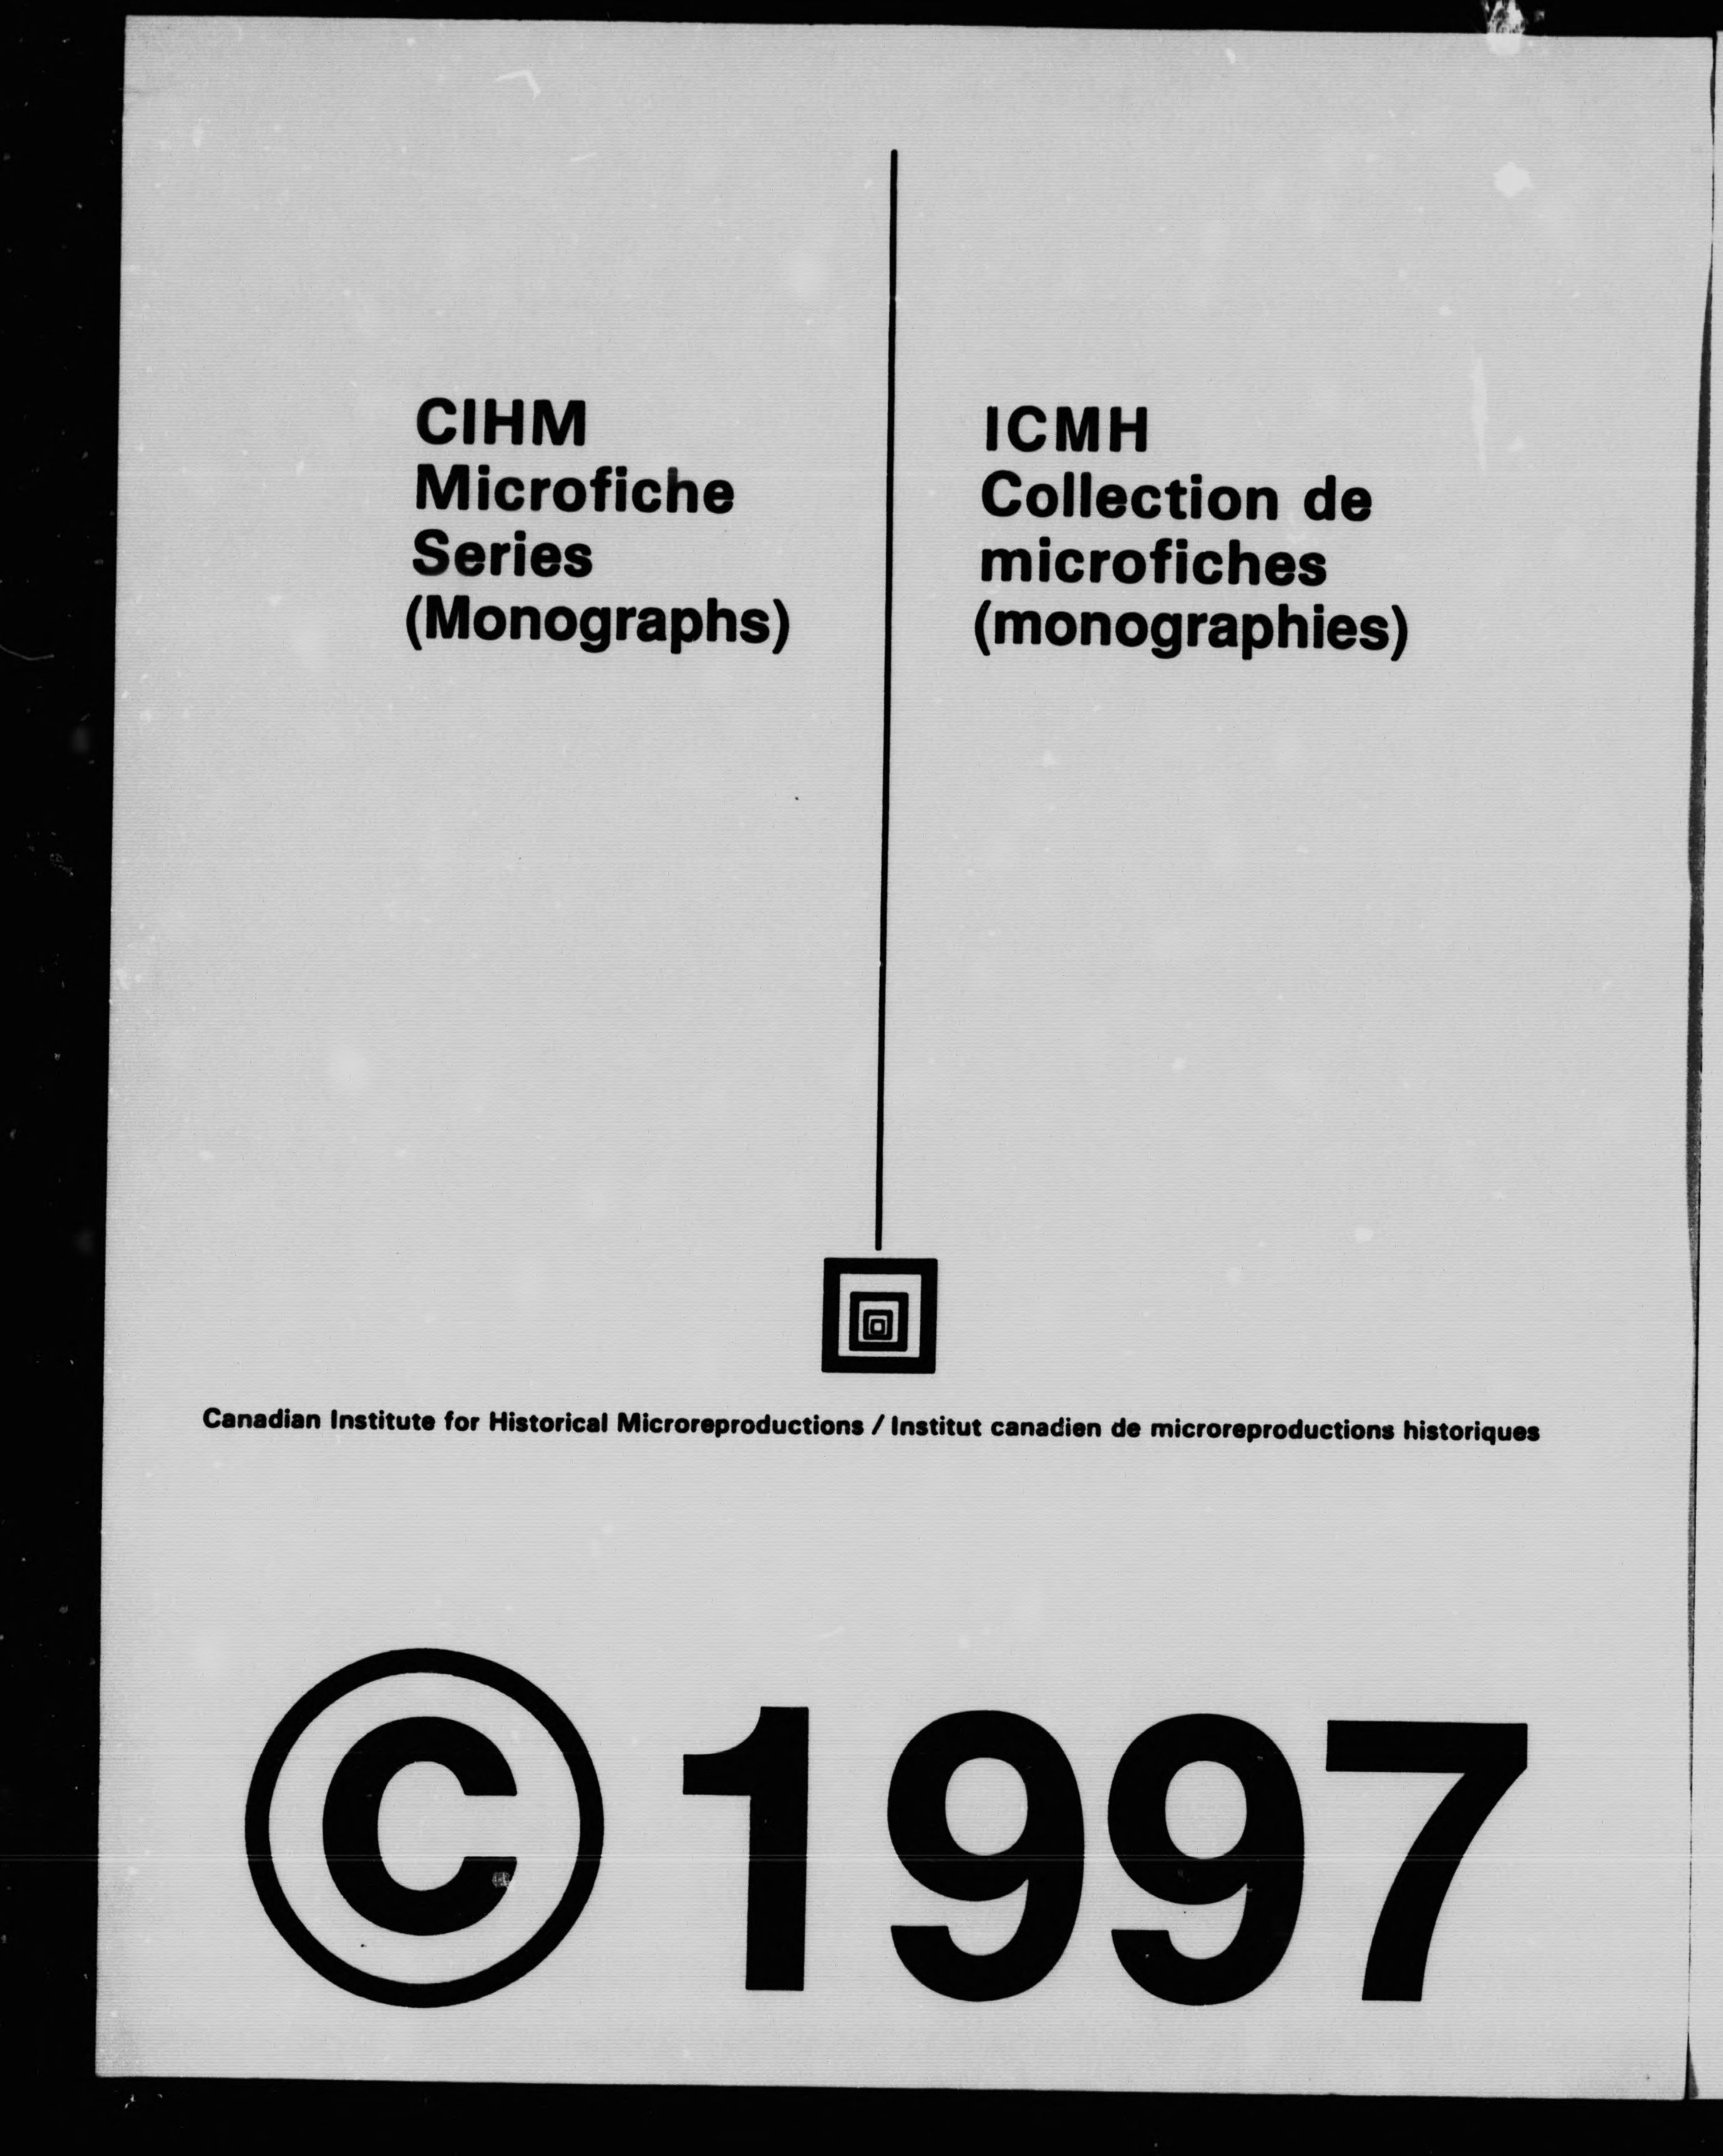 CIHM
Microfiche
Series
(Monographs)
ICMH
Collection de
microfiches
(monographies)
Canadian Institute for Historical Microreproductions / Institut canadien de microreproductions historiques
© 1997